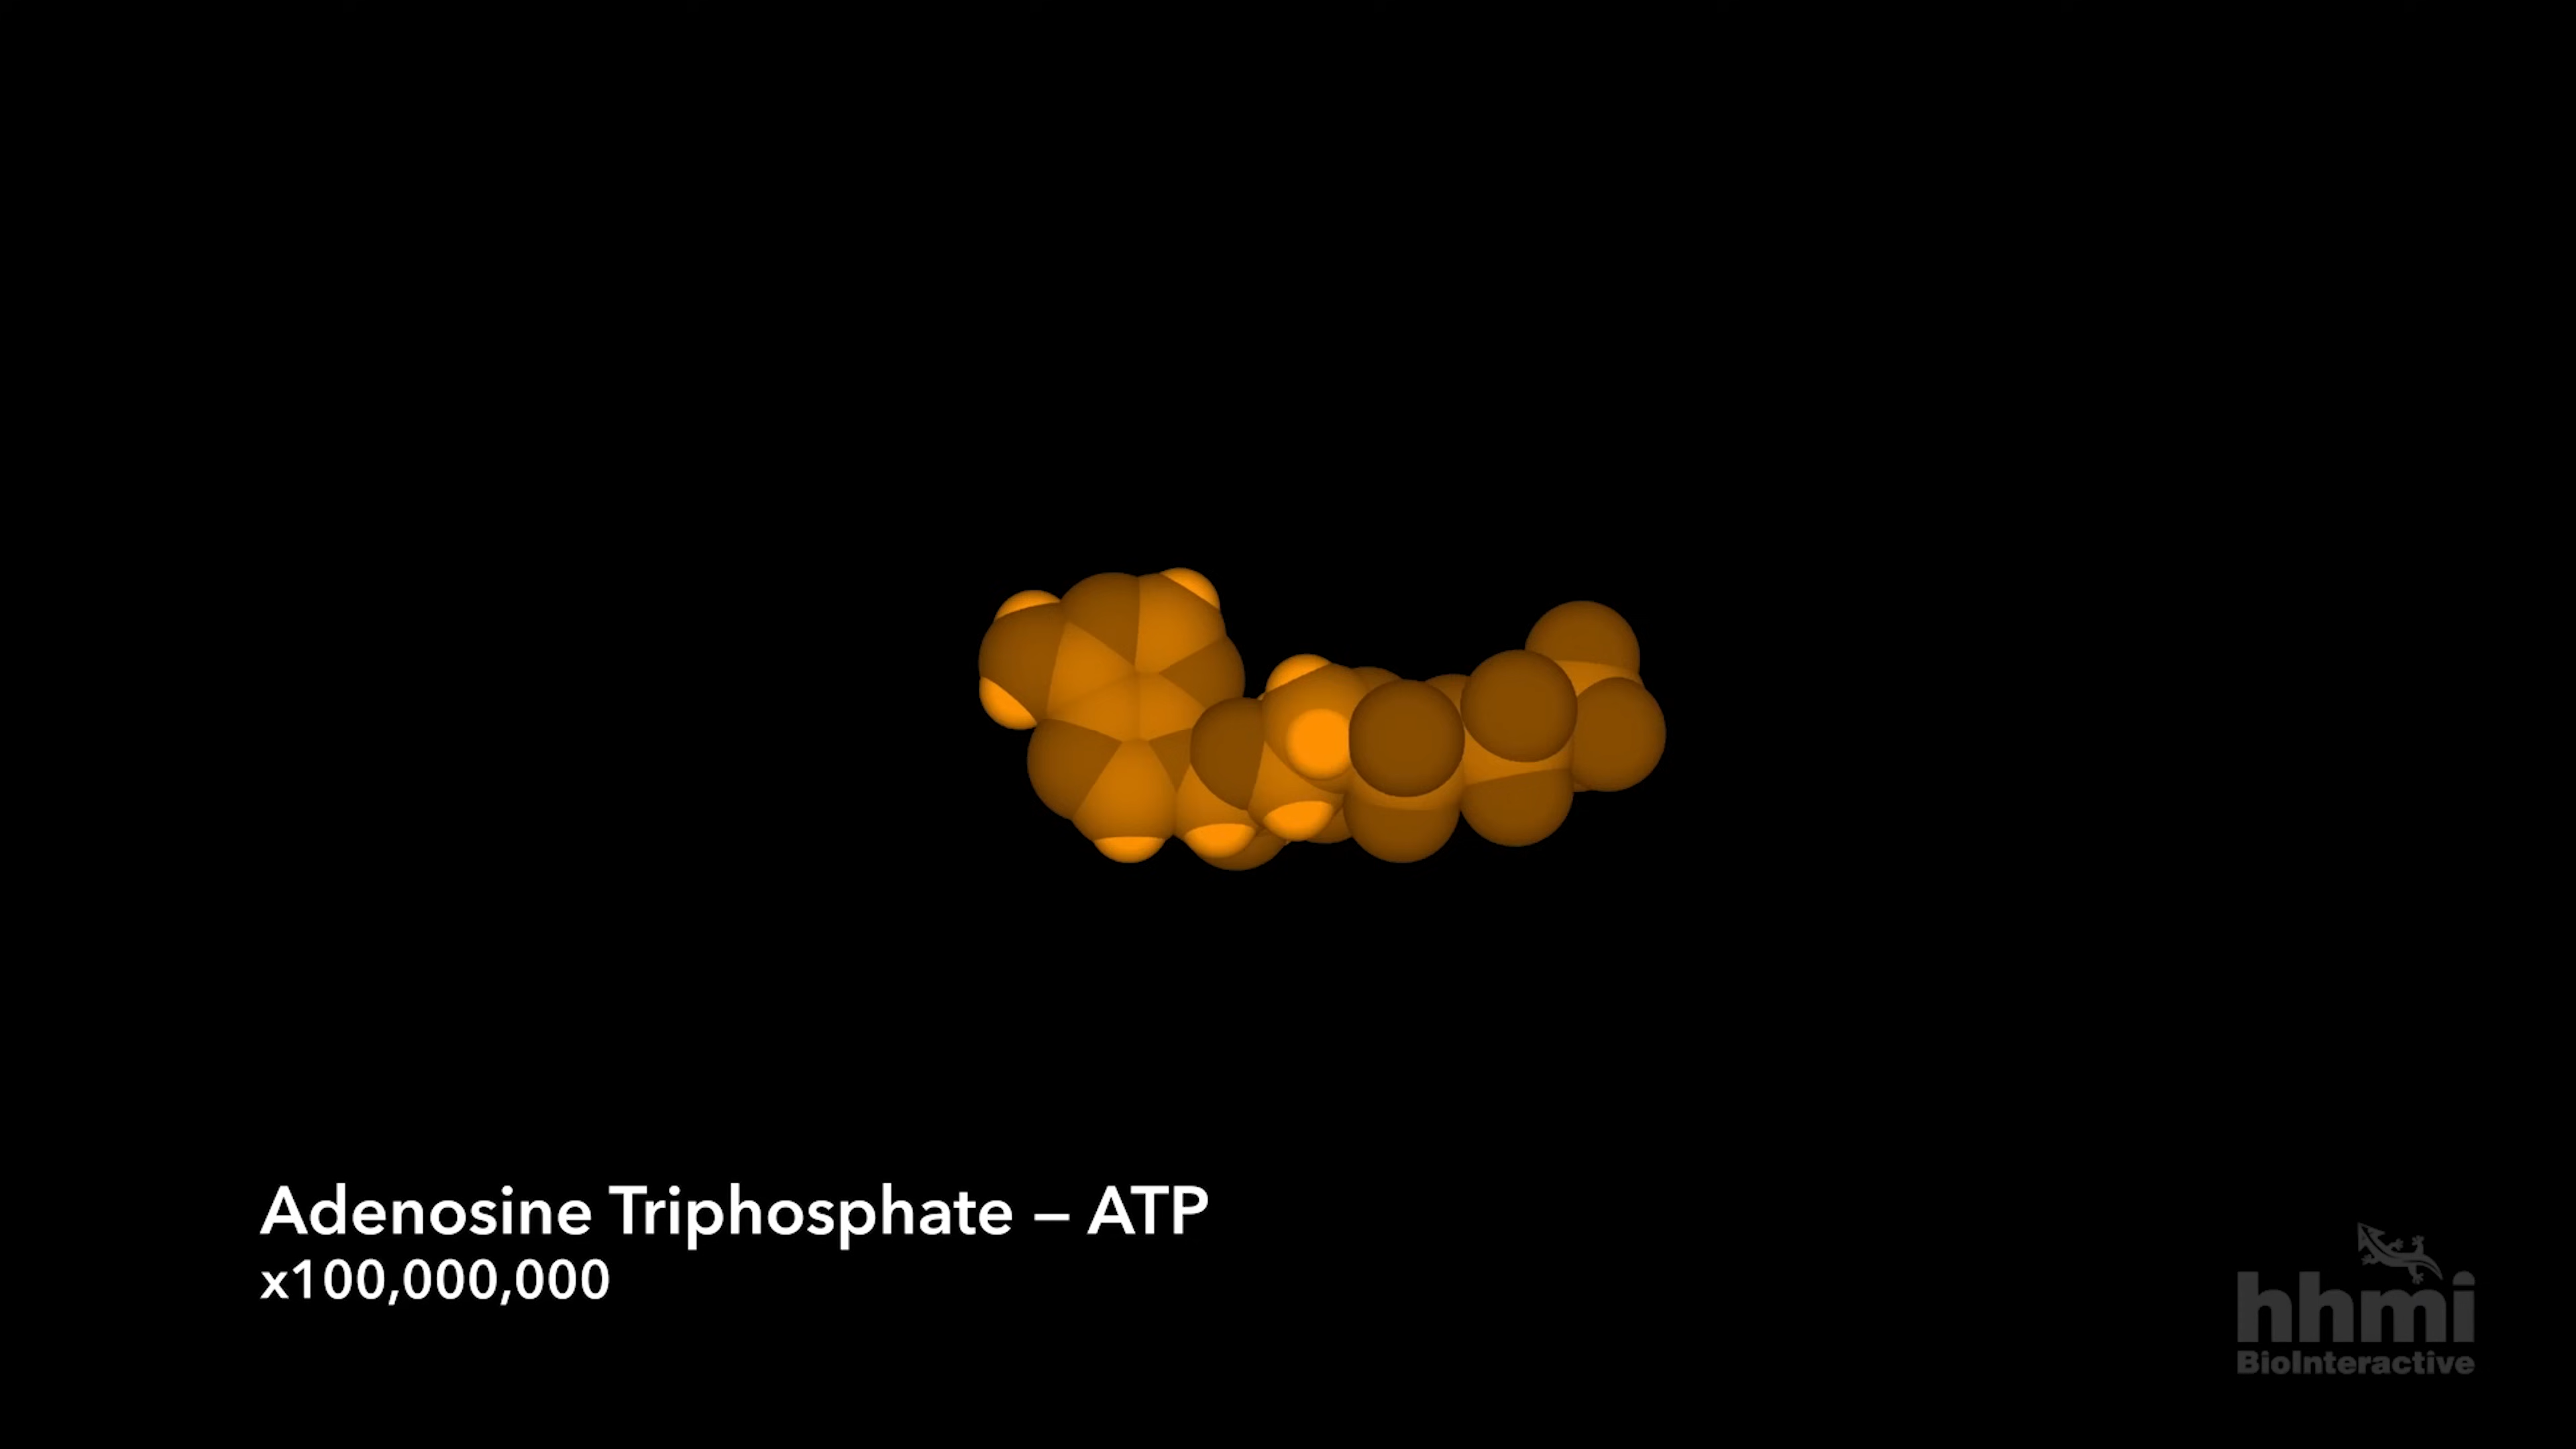 Adenosine Triphosphate – ATP
x100,000,000
hhmi
BioInteractive